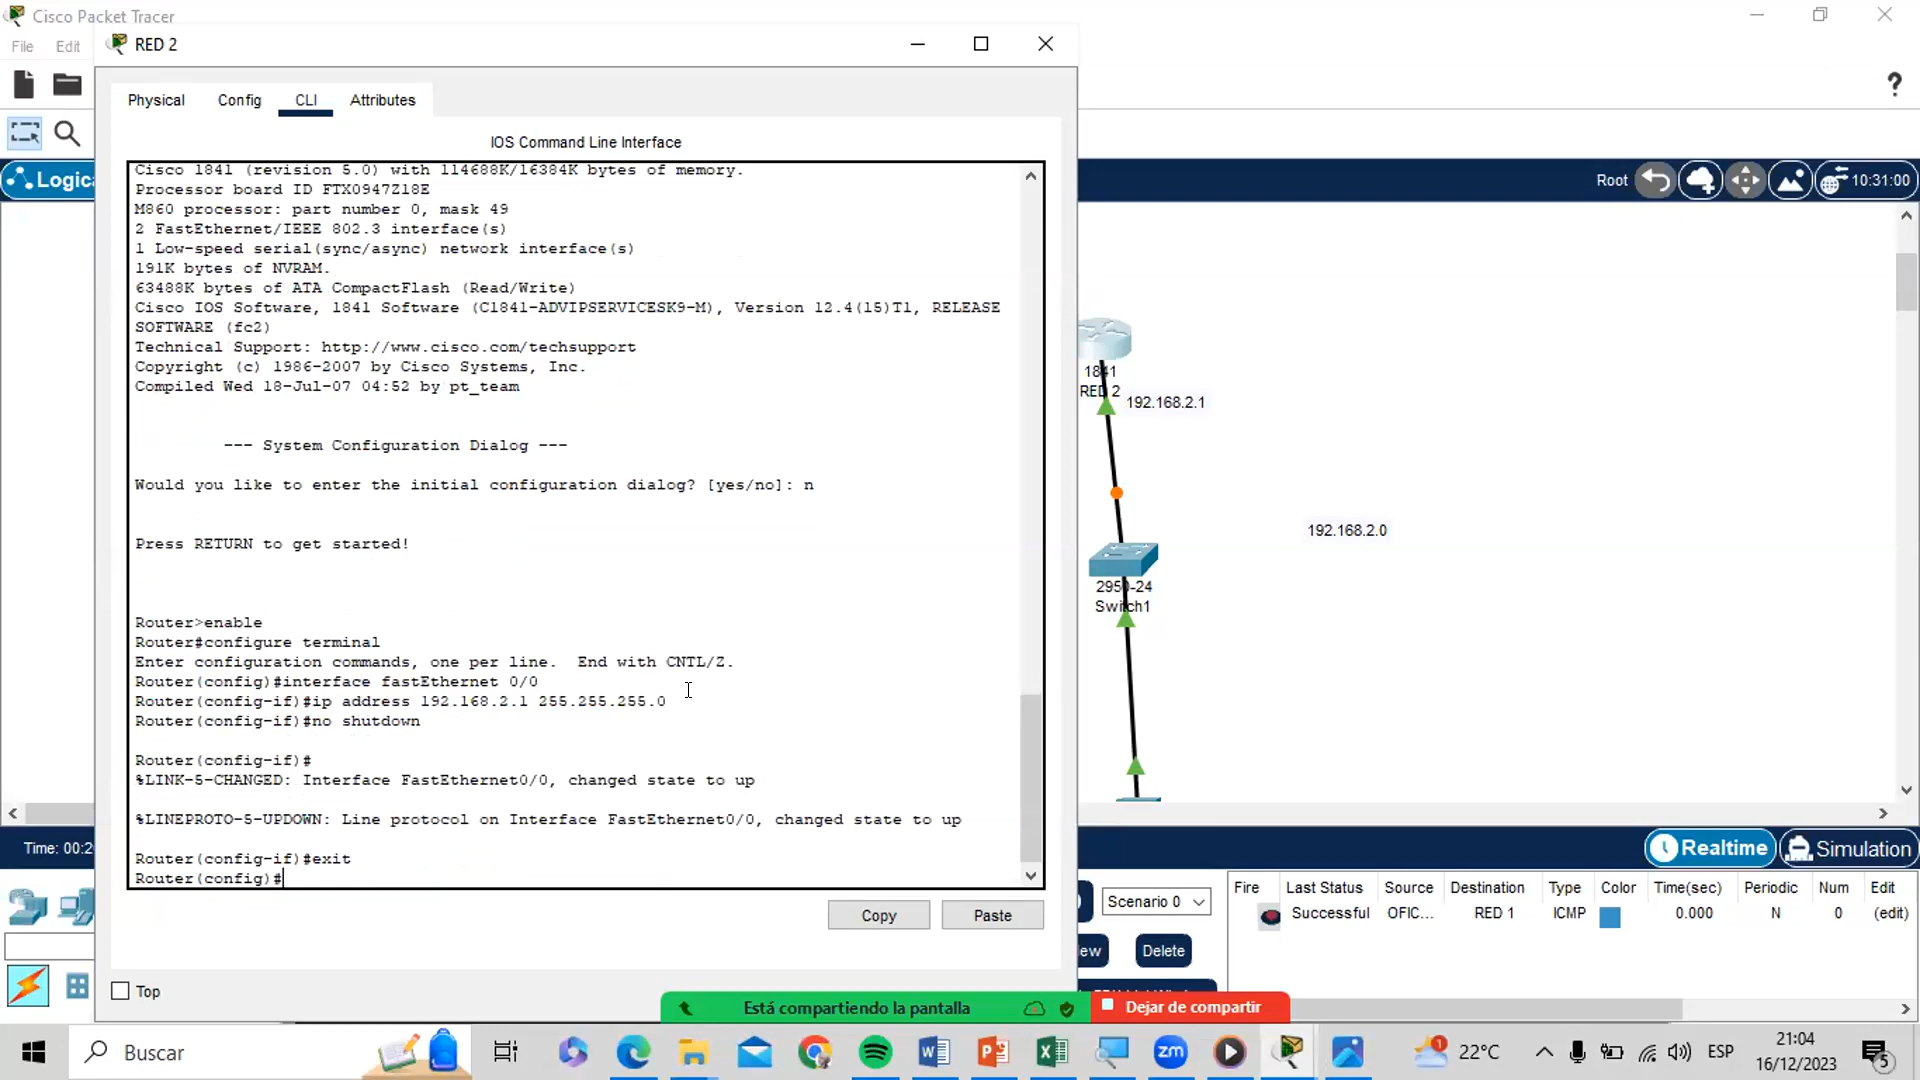 Cisco Packet Tracer
File Edit
RED 2
Physical Config CLI Attributes
IOS Command Line Interface
Cisco 1841 (revision 5.0) with 114688K/16384K bytes of memory.
Processor board ID FTX0947Z18E
M860 processor: part number 0, mask 49
2 FastEthernet/IEEE 802.3 interface(s)
1 Low-speed serial(sync/async) network interface(s)
191K bytes of NVRAM.
63488K bytes of ATA CompactFlash (Read/Write)
Cisco IOS Software, 1841 Software (C1841-ADVIPSERVICESK9-M), Version 12.4(15)T1, RELEASE
SOFTWARE (fc2)
Technical Support: http://www.cisco.com/techsupport
Copyright (c) 1986-2007 by Cisco Systems, Inc.
Compiled Wed 18-Jul-07 04:52 by pt_team
--- System Configuration Dialog ---
Would you like to enter the initial configuration dialog? [yes/no]: n
Press RETURN to get started!
Router>enable
Router#configure terminal
Enter configuration commands, one per line. End with CNTL/Z.
Router(config)#interface fastEthernet 0/0
Router(config-if)#ip address 192.168.2.1 255.255.255.0
Router(config-if)#no shutdown
Router(config-if)#
%LINK-5-CHANGED: Interface FastEthernet0/0, changed state to up
%LINEPROTO-5-UPDOWN: Line protocol on Interface FastEthernet0/0, changed state to up
Router(config-if)#exit
Router(config)#
Copy Paste
Top
Root 10:31:00
1841
RED 2
192.168.2.1
192.168.2.0
2950-24
Switch1
Realtime Simulation
Scenario 0
Delete
Fire Last Status Source Destination Type Color Time(sec) Periodic Num Edit
Successful OFIC... RED 1 ICMP 0.000 N 0 (edit)
Está compartiendo la pantalla
Dejar de compartir
Buscar
zm
22°C
ESP
21:04
16/12/2023
5